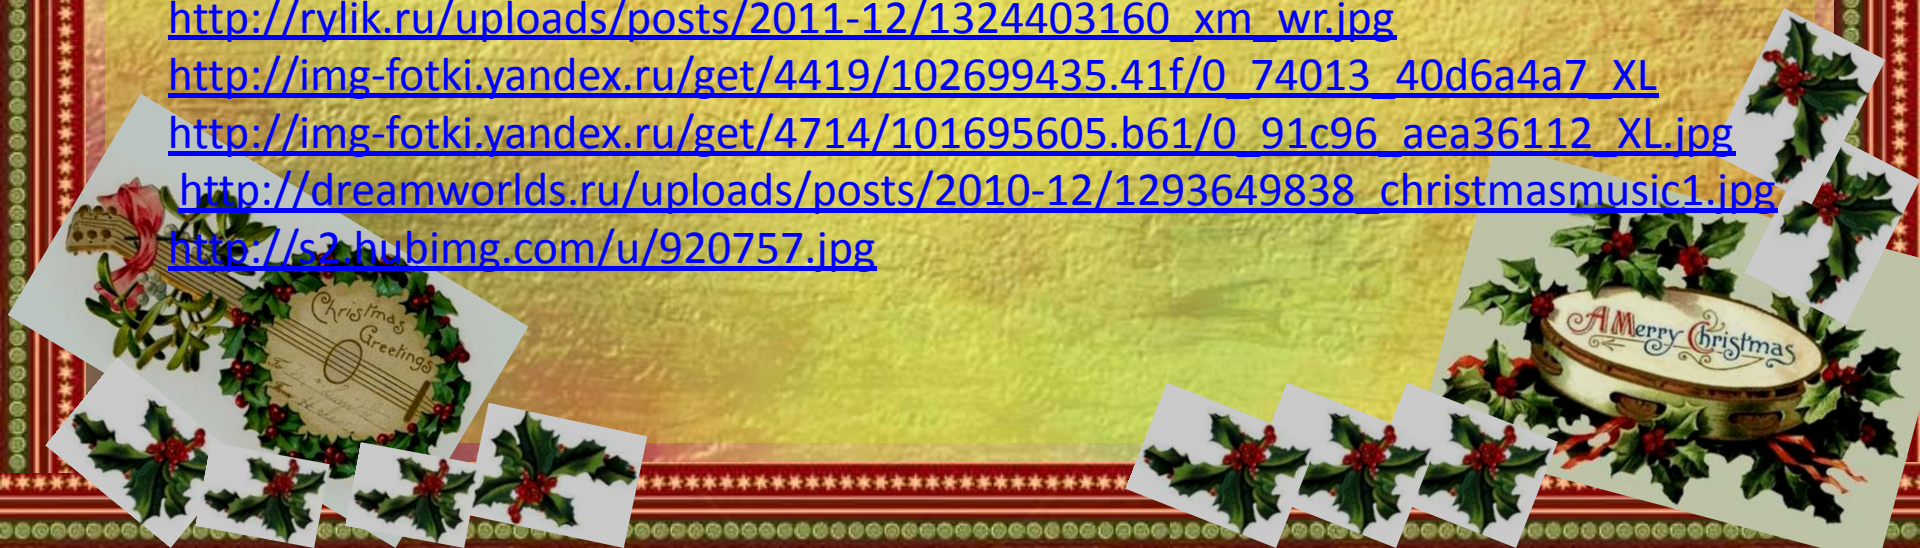 http://rylik.ru/uploads/posts/2011-12/1324403160_xm_wr.jpg
http://img-fotki.yandex.ru/get/4419/102699435.41f/0_74013_40d6a4a7_XL
http://img-fotki.yandex.ru/get/4714/101695605.b61/0_91c96_aea36112_XL.jpg
http://dreamworlds.ru/uploads/posts/2010-12/1293649838_christmasmusic1.jpg
http://s2.hubimg.com/u/920757.jpg
Christmas
Greetings
A Merry Christmas